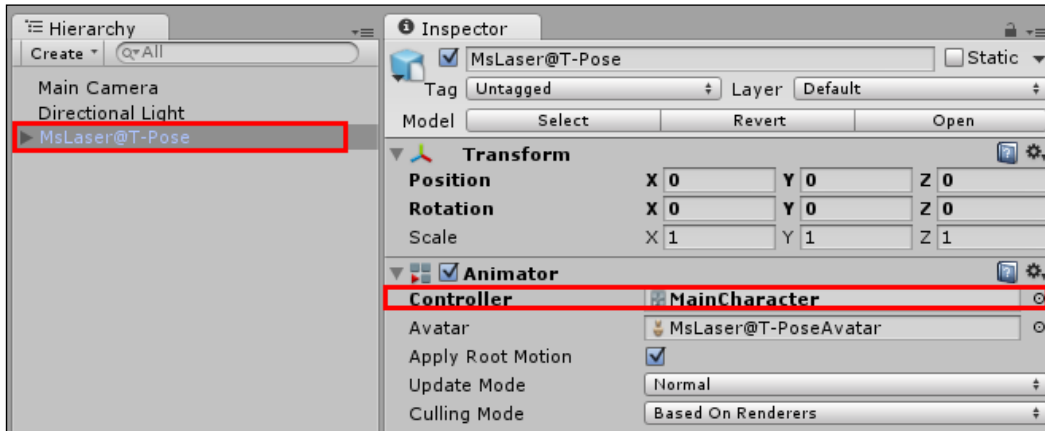 Hierarchy
Create All
Main Camera
Directional Light
MsLaser@T-Pose
Inspector
MsLaser@T-Pose Static
Tag Untagged Layer Default
Model Select Revert Open
Transform
Position X 0 Y 0 Z 0
Rotation X 0 Y 0 Z 0
Scale X 1 Y 1 Z 1
Animator
Controller MainCharacter
Avatar MsLaser@T-PoseAvatar
Apply Root Motion
Update Mode Normal
Culling Mode Based On Renderers